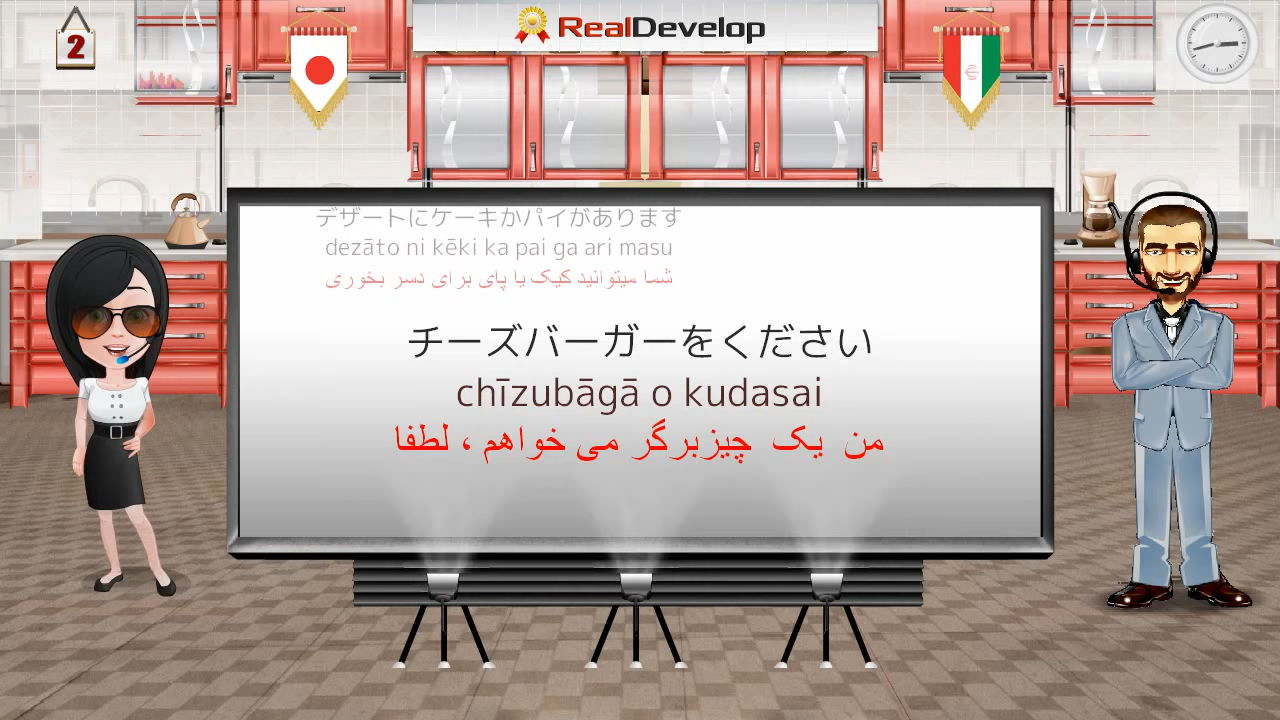 2
RealDevelop
デザートにケーキかパイがあります
dezāto ni kēki ka pai ga ari masu
شما میتوانید کیک یا پای برای دسر بخوری
チーズバーガーをください
chīzubāgā o kudasai
من یک چیزبرگر می خواهم ، لطفا